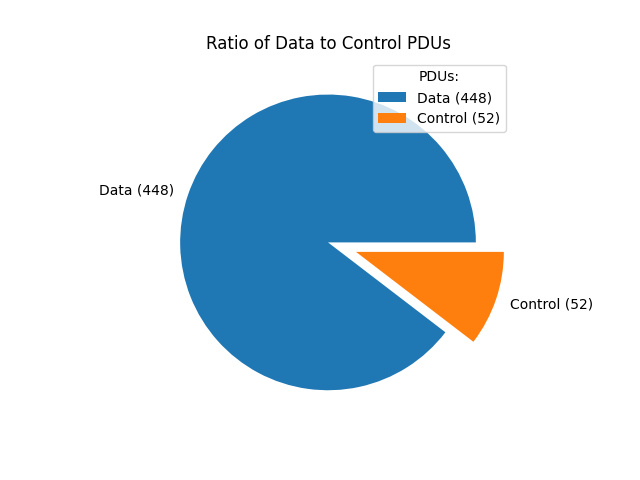 Ratio of Data to Control PDUs
PDUs:
Data (448)
Control (52)
Data (448)
Control (52)